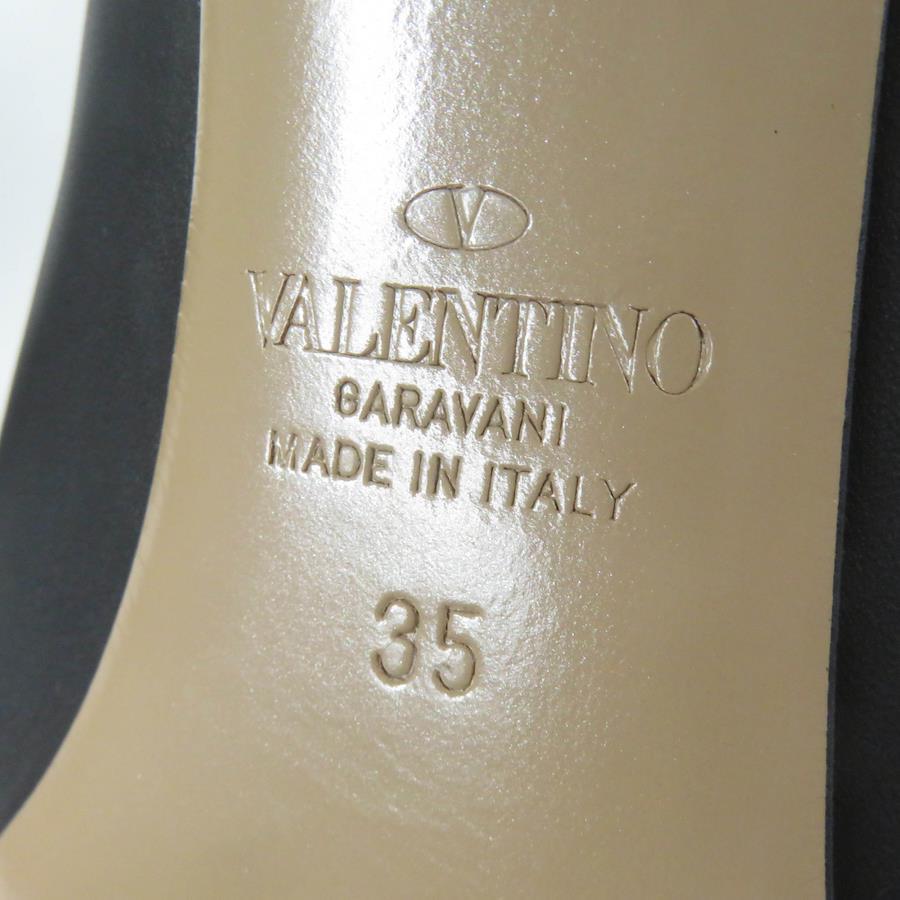 V
VALENTINO
GARAVANI
MADE IN ITALY
35